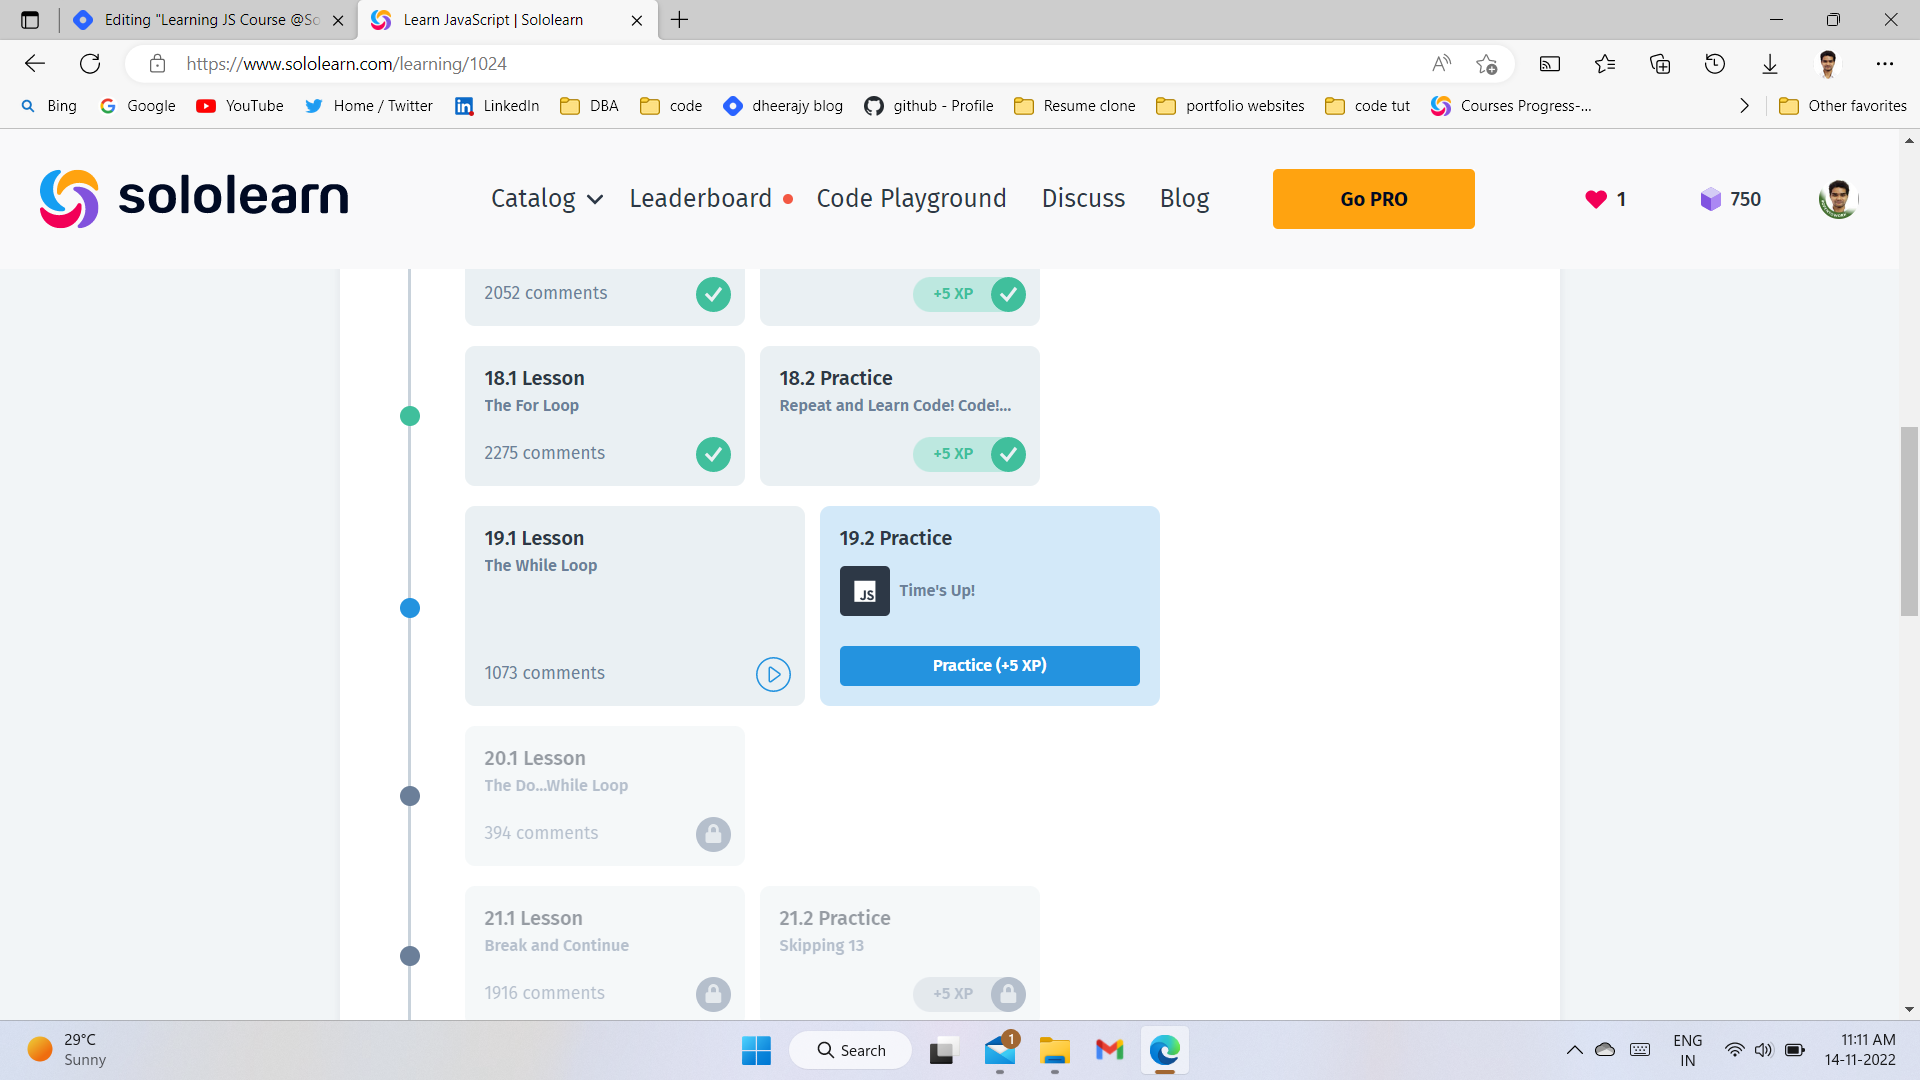 Editing "Learning JS Course @So
Learn JavaScript | Sololearn
https://www.sololearn.com/learning/1024
Bing
Google
YouTube
Home / Twitter
LinkedIn
DBA
code
dheerajy blog
github - Profile
Resume clone
portfolio websites
code tut
Courses Progress-...
Other favorites
sololearn
Catalog
Leaderboard
Code Playground
Discuss
Blog
Go PRO
1
750
2052 comments
+5 XP
18.1 Lesson
The For Loop
2275 comments
18.2 Practice
Repeat and Learn Code! Code!...
+5 XP
19.1 Lesson
The While Loop
1073 comments
19.2 Practice
JS
Time's Up!
Practice (+5 XP)
20.1 Lesson
The Do...While Loop
394 comments
21.1 Lesson
Break and Continue
1916 comments
21.2 Practice
Skipping 13
+5 XP
29°C
Sunny
Search
1
ENG
IN
11:11 AM
14-11-2022